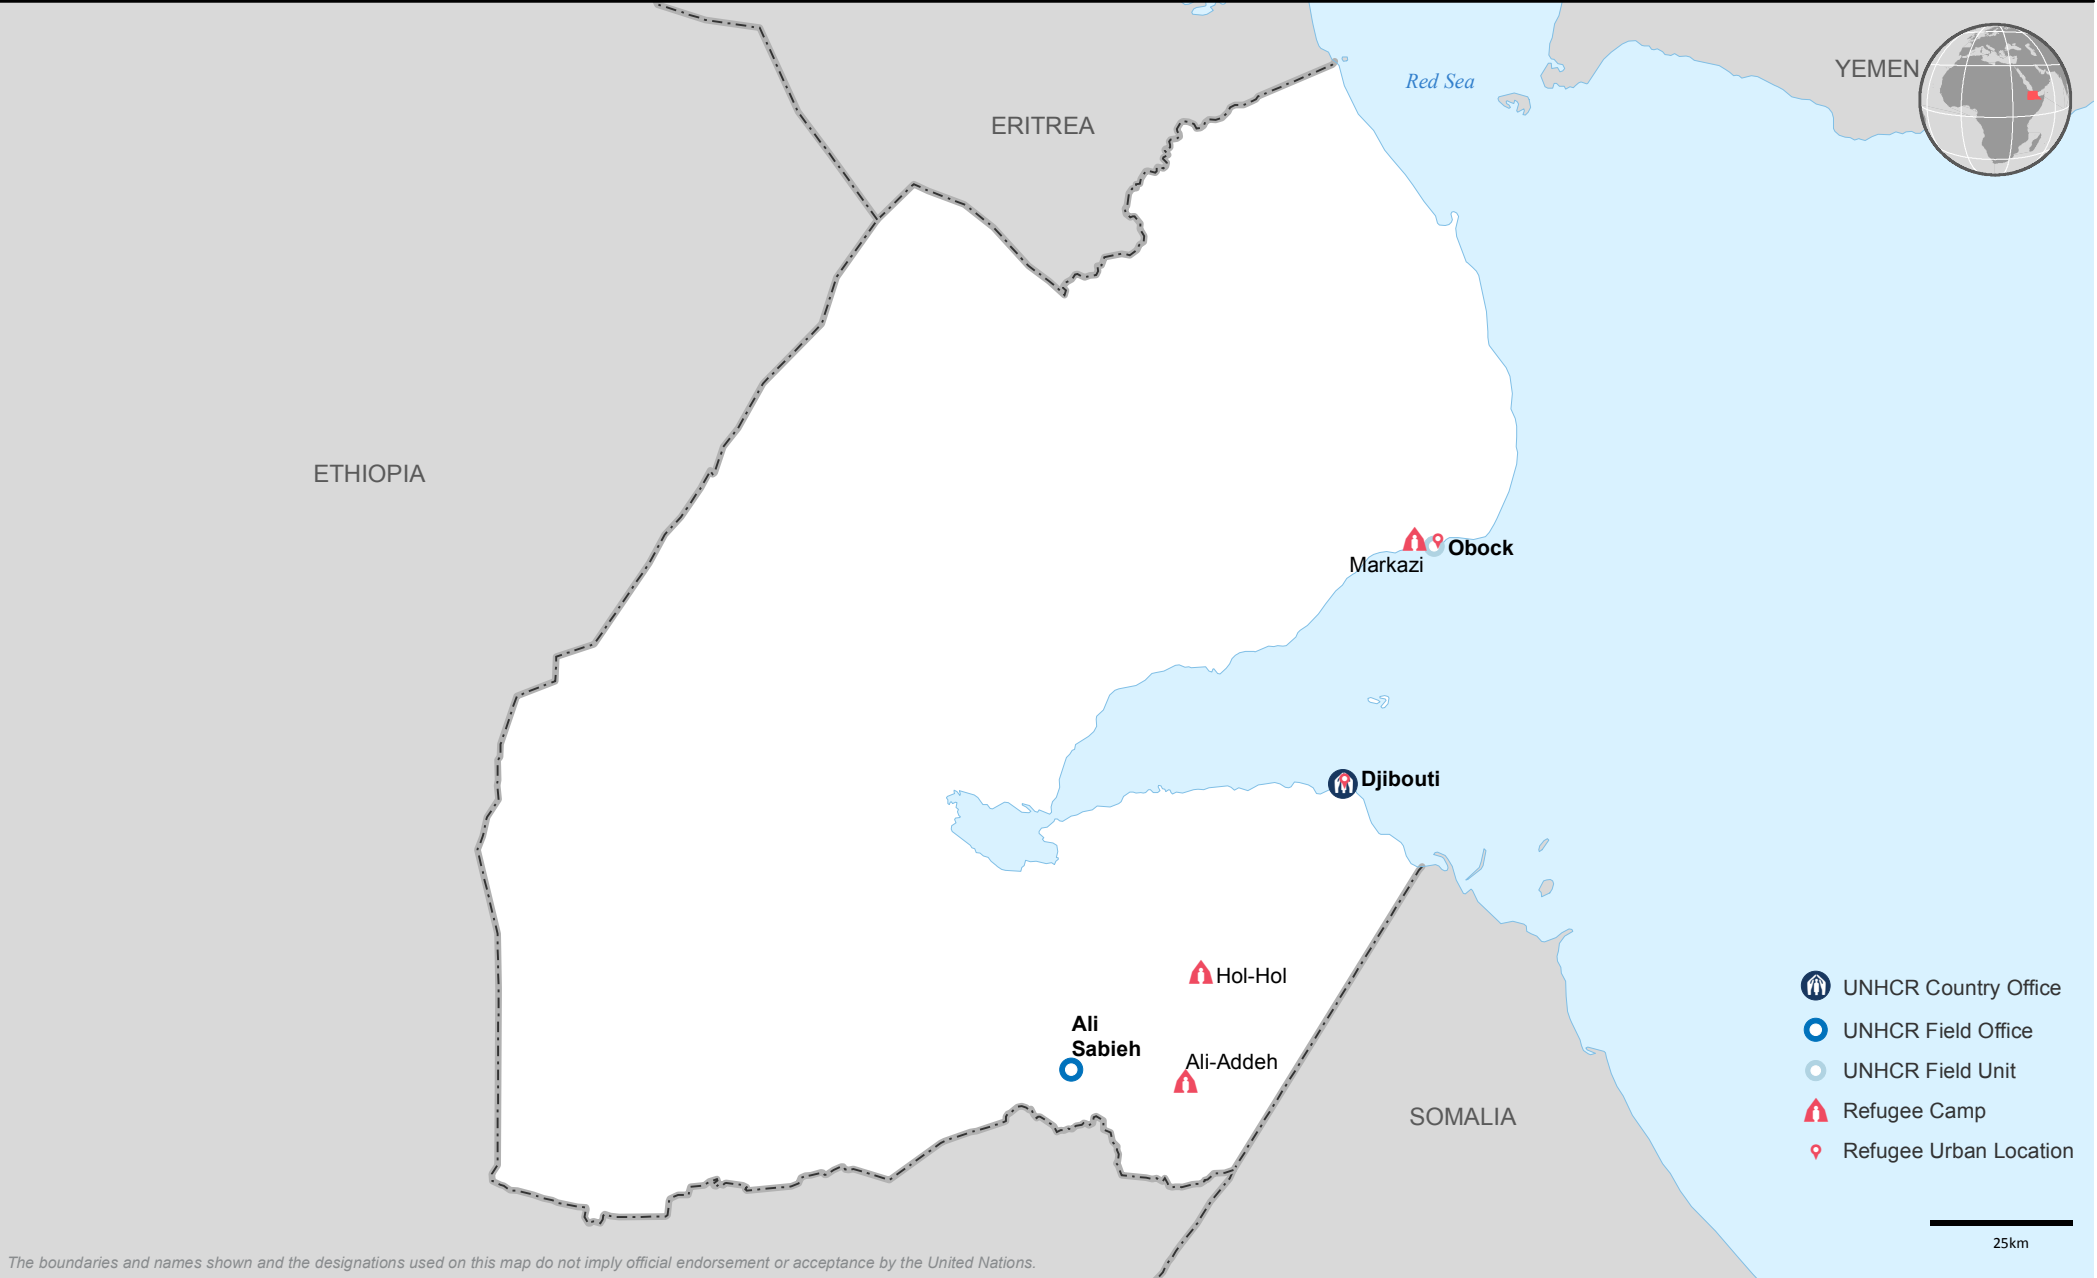 Red Sea
YEMEN
ERITREA
ETHIOPIA
Obock
Markazi
Djibouti
Hol-Hol
Ali
Sabieh
Ali-Addeh
SOMALIA
UNHCR Country Office
UNHCR Field Office
UNHCR Field Unit
Refugee Camp
Refugee Urban Location
25km
The boundaries and names shown and the designations used on this map do not imply official endorsement or acceptance by the United Nations.